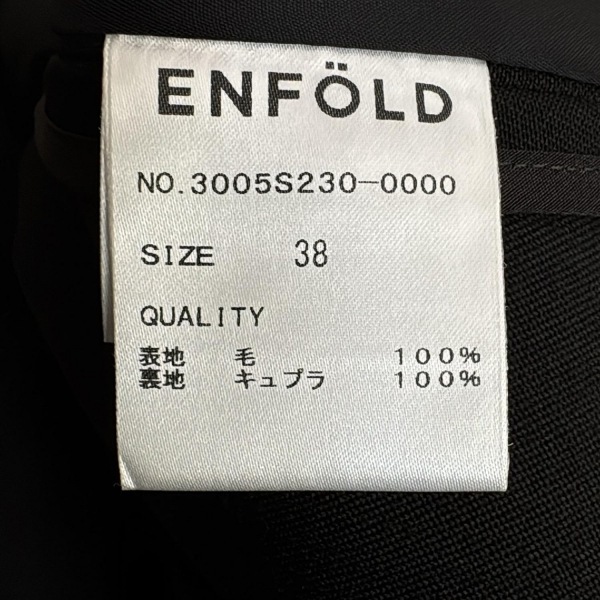 ENFÖLD
NO.3005S230-0000
SIZE 38
QUALITY
表地 毛 100%
裏地 キュプラ 100%